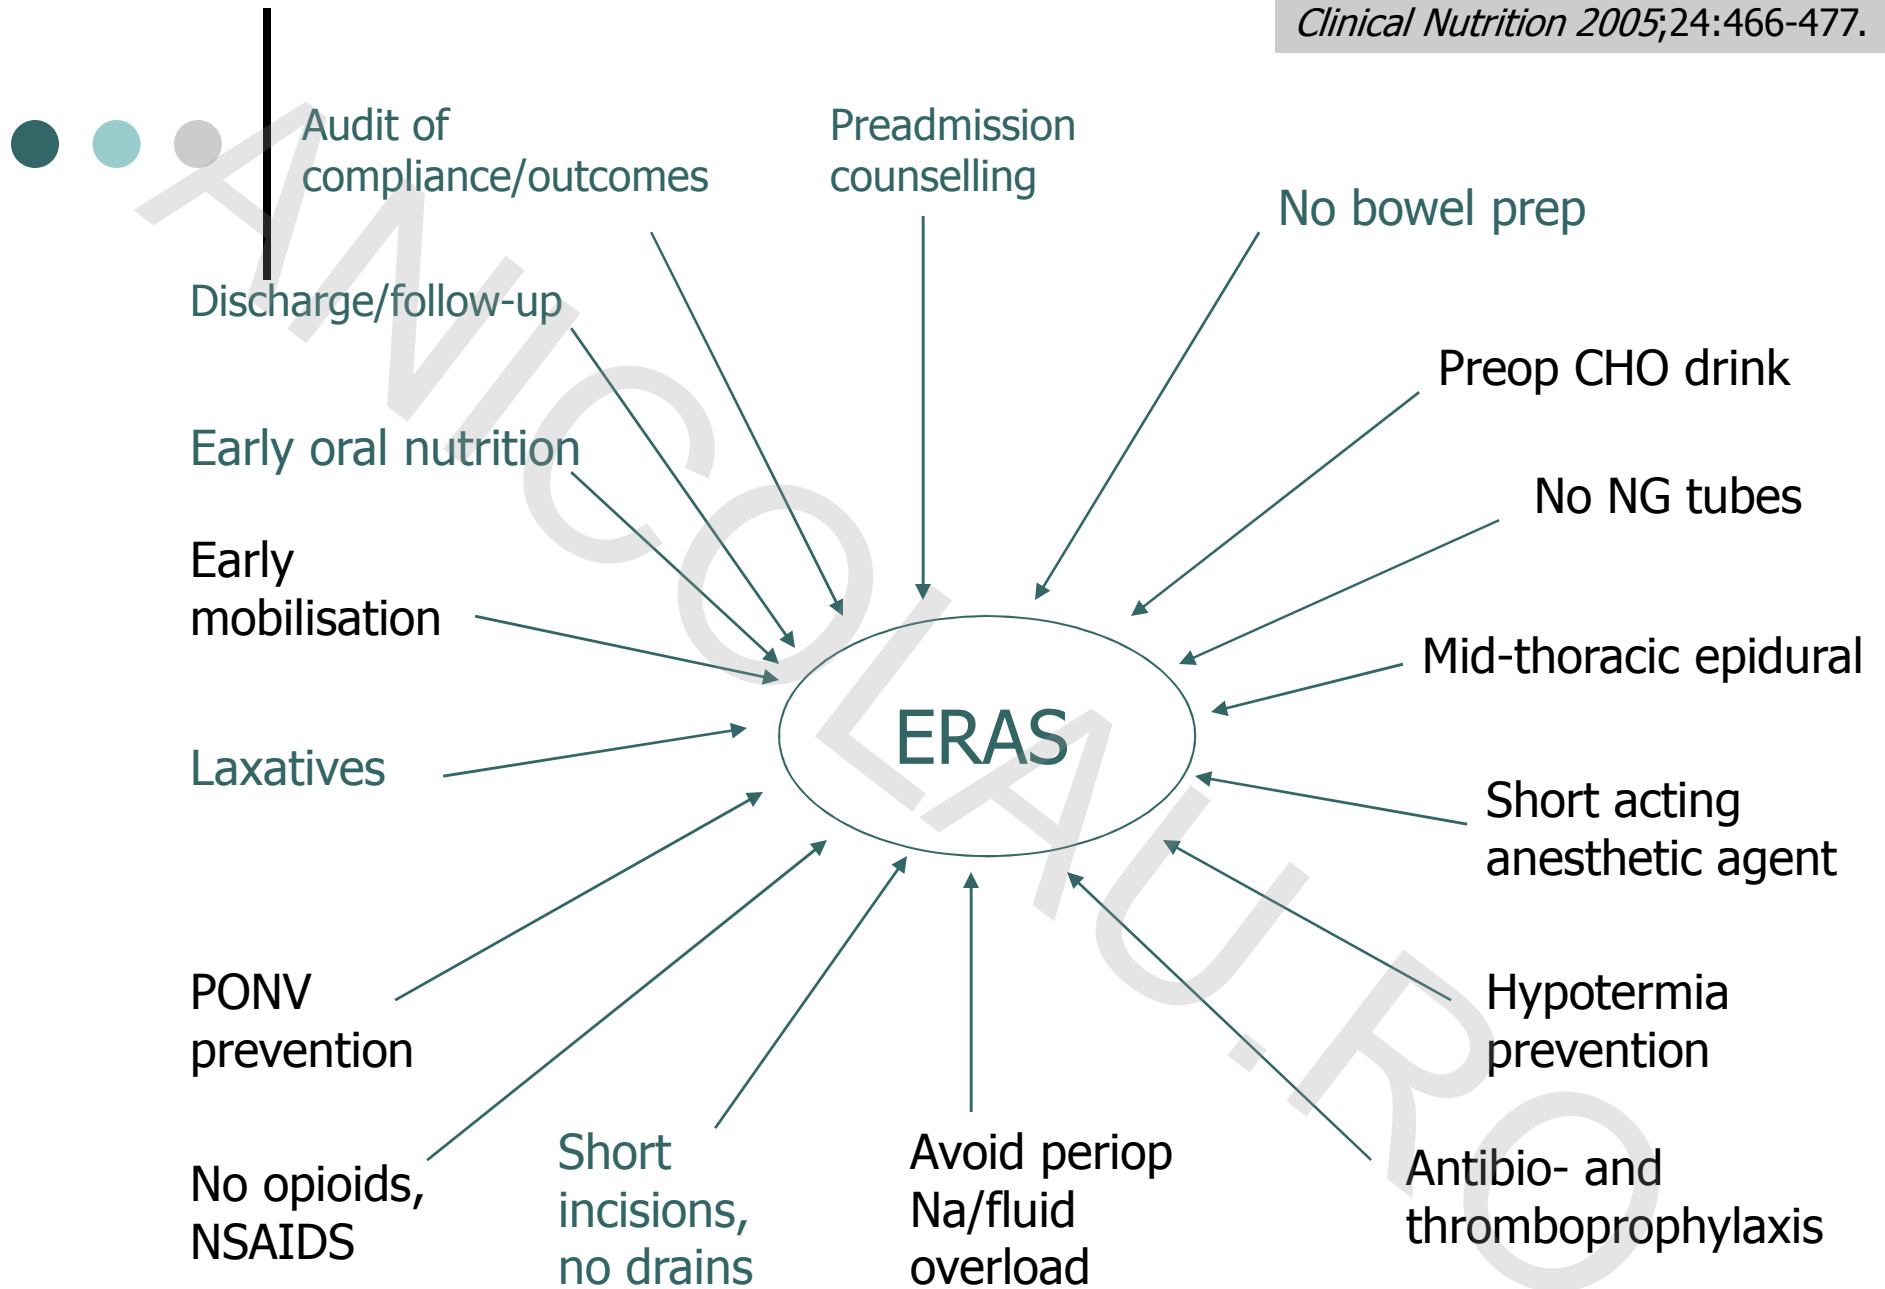 Clinical Nutrition 2005;24:466-477.
Audit of
compliance/outcomes
Preadmission
counselling
No bowel prep
Discharge/follow-up
Preop CHO drink
Early oral nutrition
No NG tubes
Early
mobilisation
Mid-thoracic epidural
ERAS
Laxatives
Short acting
anesthetic agent
PONV
prevention
Hypotermia
prevention
No opioids,
NSAIDS
Short
incisions,
no drains
Avoid periop
Na/fluid
overload
Antibio- and
thromboprophylaxis
ANICOLAU.RO